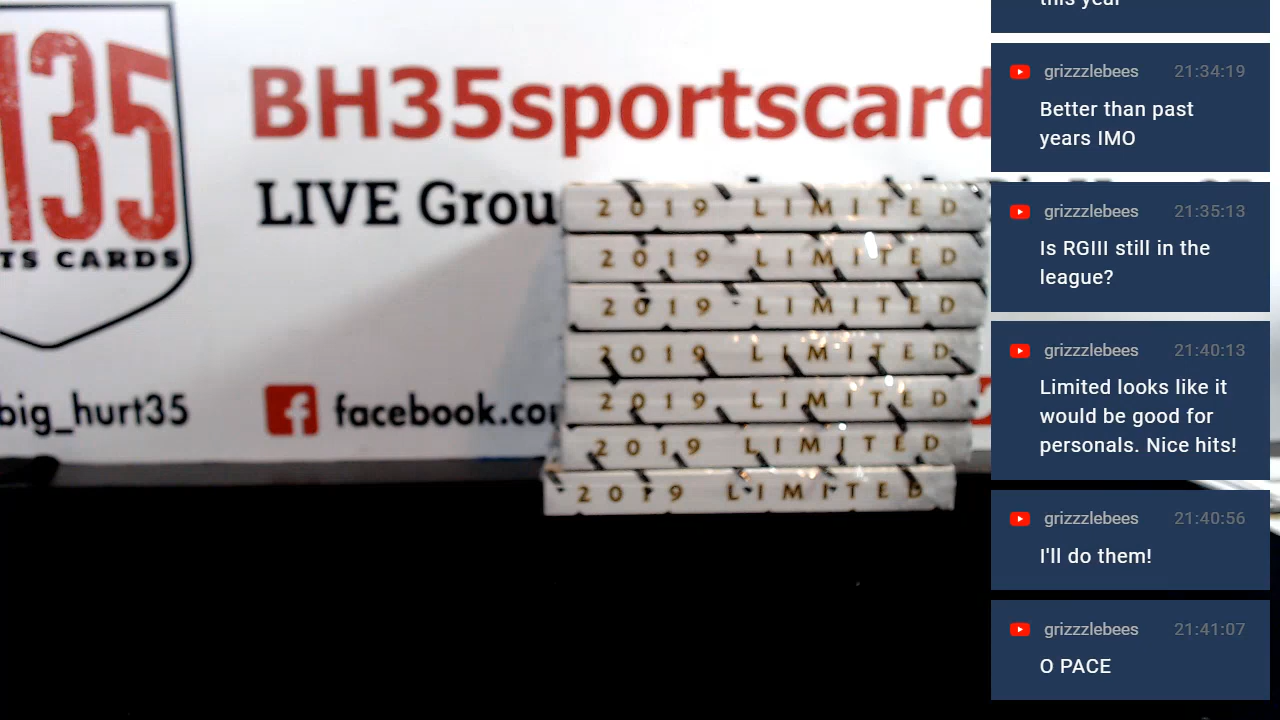 135
TS CARDS
BH35sportscard
LIVE Grou
big_hurt35
facebook.co
2019 LIMITED
2019 LIMITED
2019 LIMITED
2019 LIMITED
2019 LIMITED
2019 LIMITED
2019 LIMITED
this year
grizzzlebees 21:34:19
Better than past
years IMO
grizzzlebees 21:35:13
Is RGIII still in the
league?
grizzzlebees 21:40:13
Limited looks like it
would be good for
personals. Nice hits!
grizzzlebees 21:40:56
I'll do them!
grizzzlebees 21:41:07
O PACE